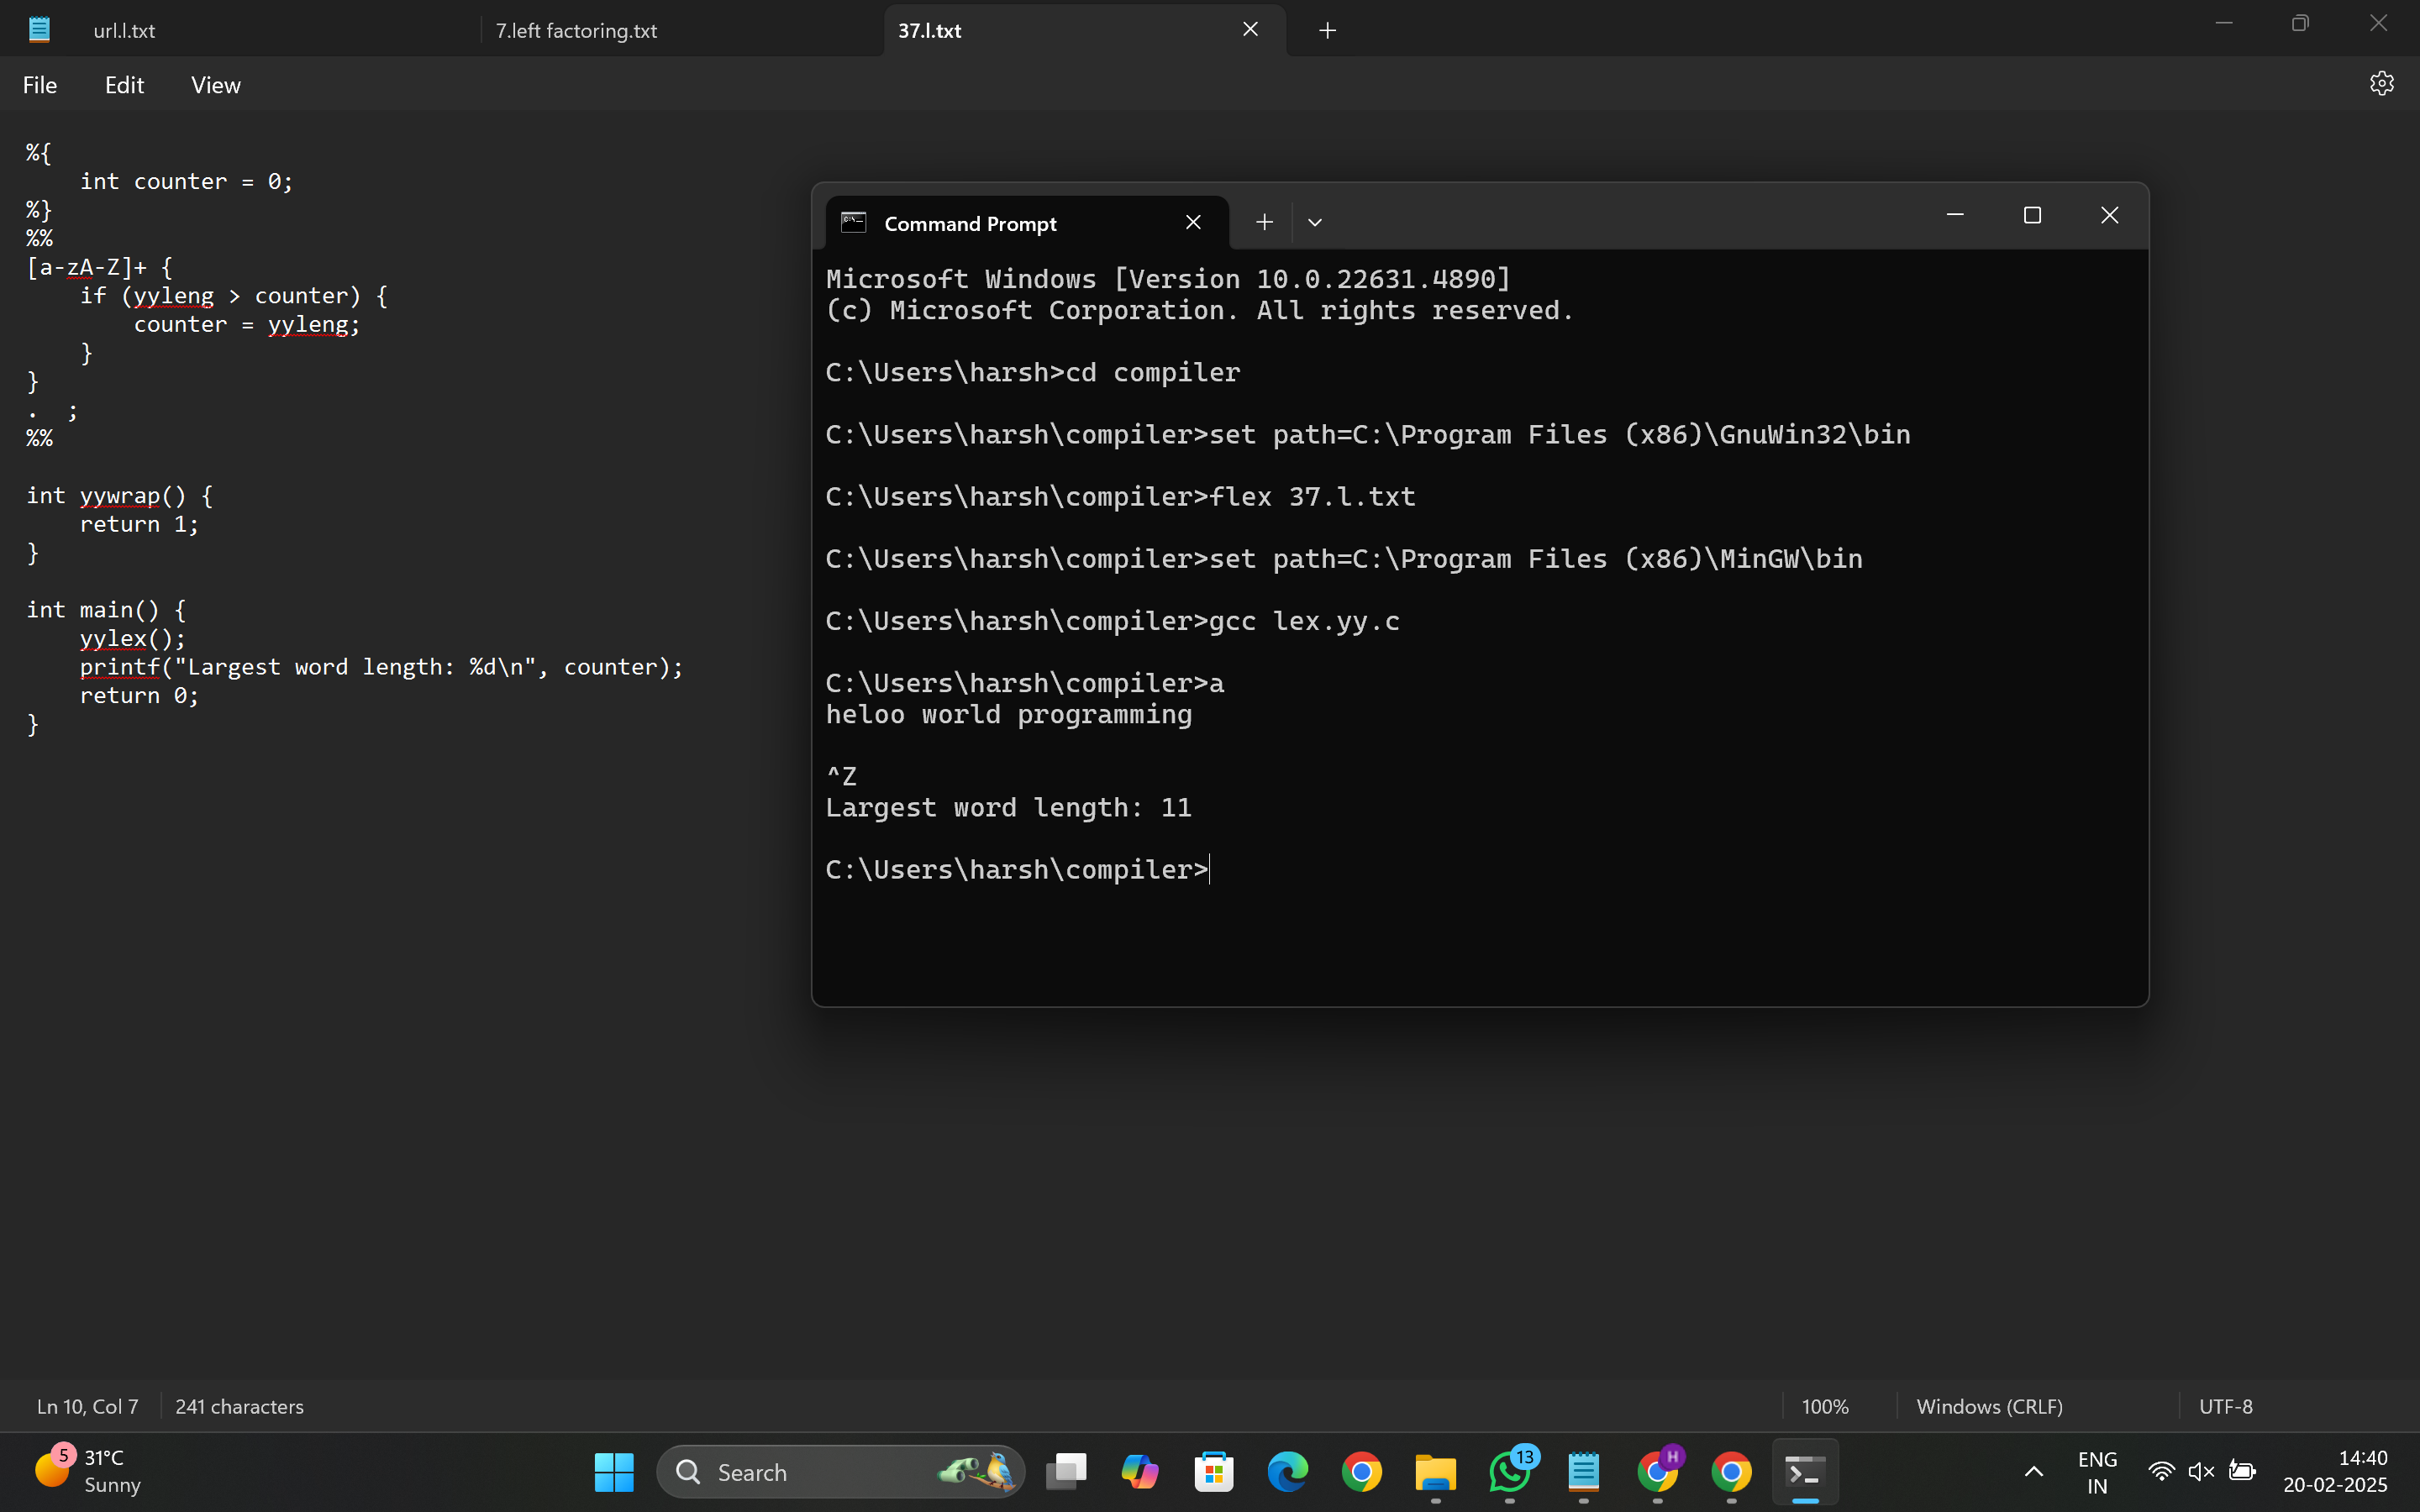 url.l.txt
7.left factoring.txt
37.l.txt
File
Edit
View
%{
    int counter = 0;
%}
%%
[a-zA-Z]+ {
    if (yyleng > counter) {
        counter = yyleng;
    }
}
.  ;
%%
int yywrap() {
    return 1;
}
int main() {
    yylex();
    printf("Largest word length: %d\n", counter);
    return 0;
}
Command Prompt
Microsoft Windows [Version 10.0.22631.4890]
(c) Microsoft Corporation. All rights reserved.
C:\Users\harsh>cd compiler
C:\Users\harsh\compiler>set path=C:\Program Files (x86)\GnuWin32\bin
C:\Users\harsh\compiler>flex 37.l.txt
C:\Users\harsh\compiler>set path=C:\Program Files (x86)\MinGW\bin
C:\Users\harsh\compiler>gcc lex.yy.c
C:\Users\harsh\compiler>a
heloo world programming
^Z
Largest word length: 11
C:\Users\harsh\compiler>
Ln 10, Col 7
241 characters
100%
Windows (CRLF)
UTF-8
5
31°C
Sunny
Search
13
H
ENG
IN
14:40
20-02-2025